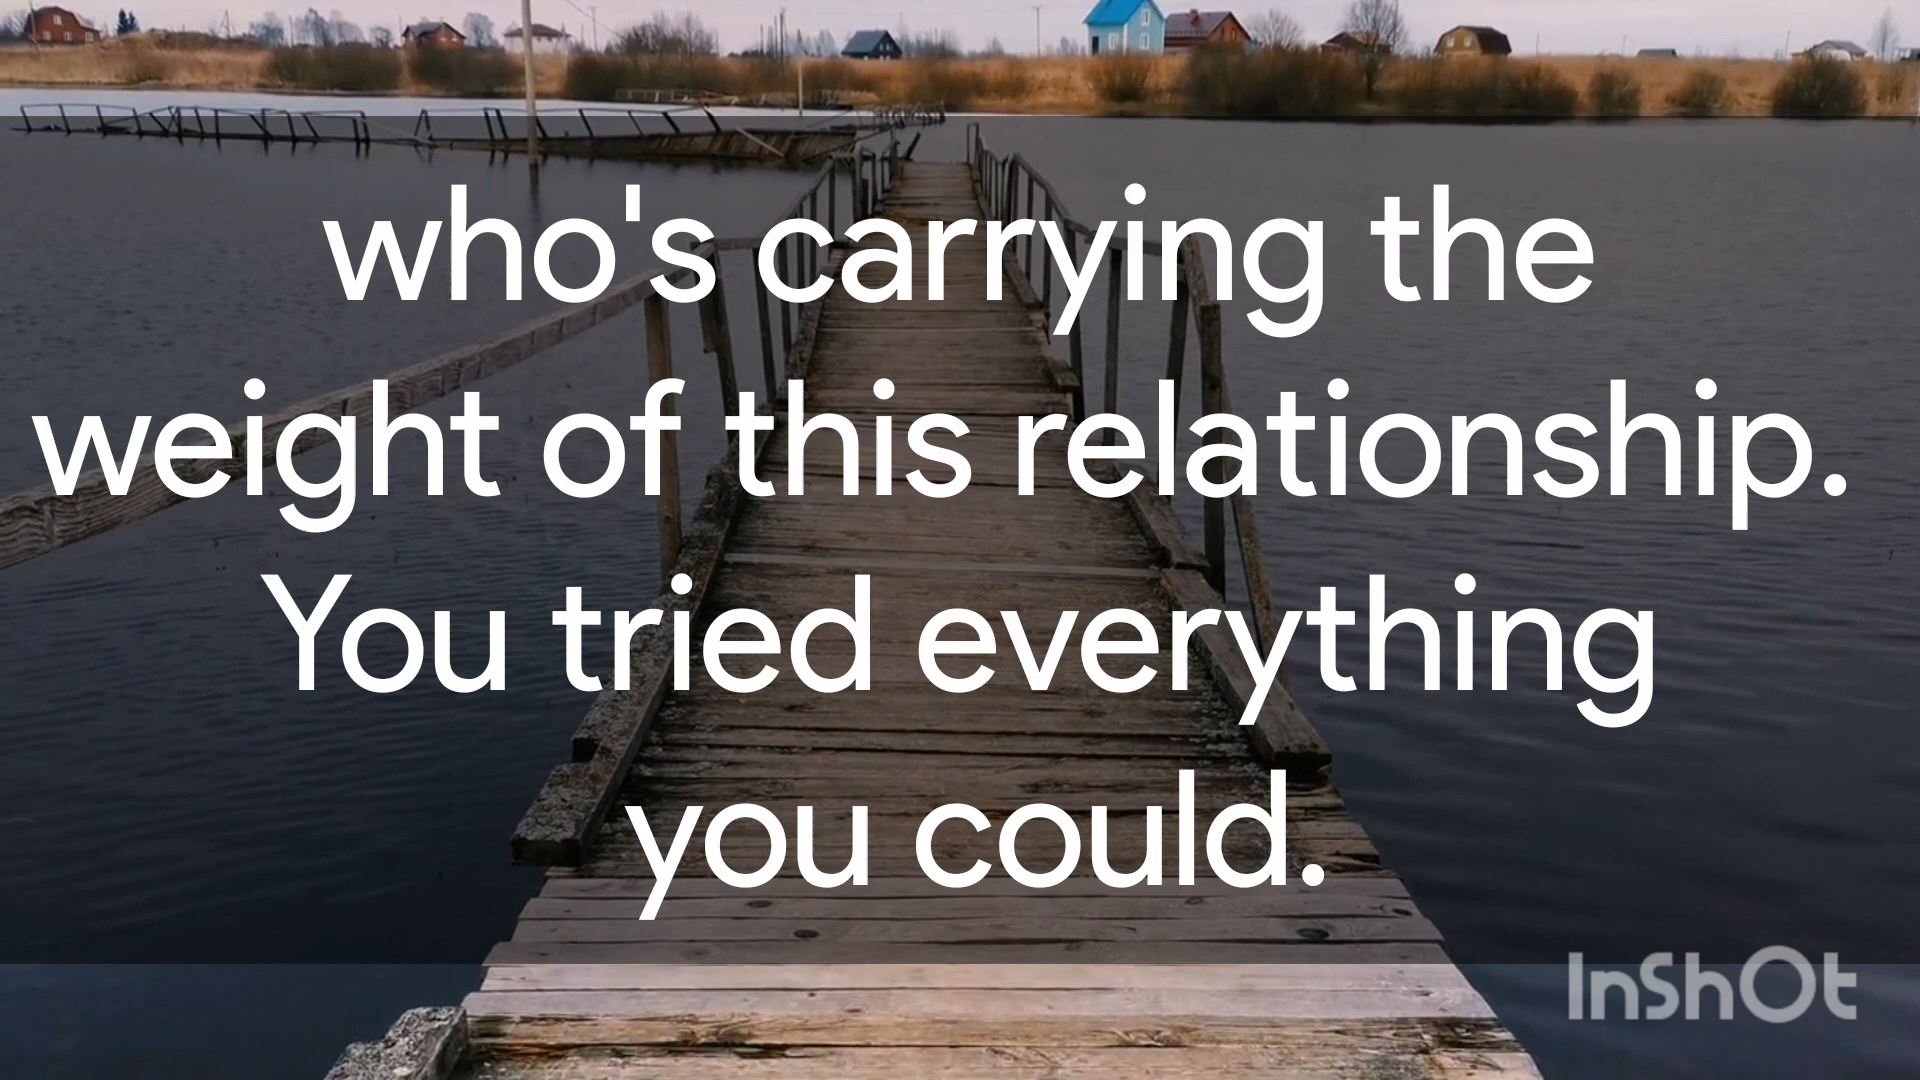 who's carrying the
weight of this relationship.
You tried everything
you could.
InShOt